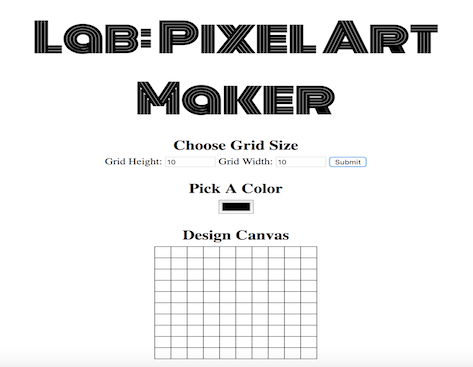 Lab: Pixel Art
Maker
Choose Grid Size
Grid Height: 10 Grid Width: 10 Submit
Pick A Color
Design Canvas